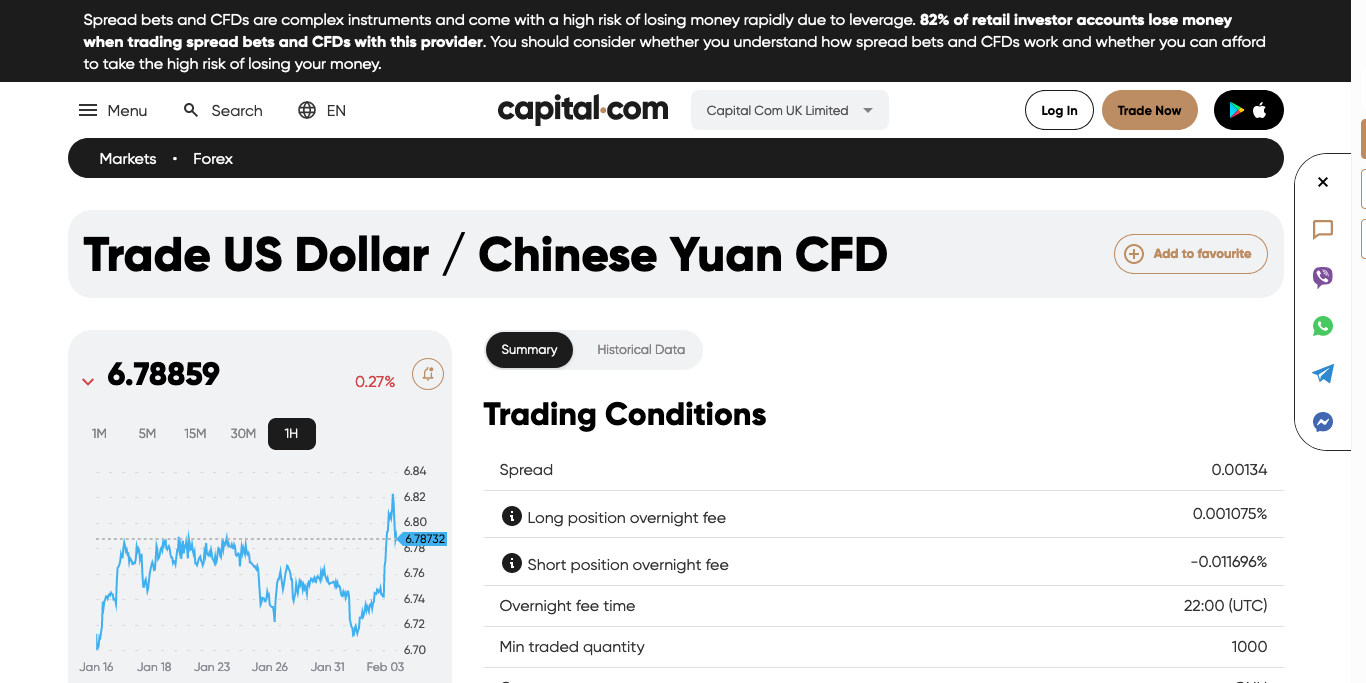 Spread bets and CFDs are complex instruments and come with a high risk of losing money rapidly due to leverage. 82% of retail investor accounts lose money
when trading spread bets and CFDs with this provider. You should consider whether you understand how spread bets and CFDs work and whether you can afford
to take the high risk of losing your money.
Menu Search EN capital.com Capital Com UK Limited Log In Trade Now
Markets • Forex
Trade US Dollar / Chinese Yuan CFD Add to favourite
6.78859 0.27%
1M 5M 15M 30M 1H
6.84
6.82
6.80
6.78732
6.78
6.76
6.74
6.72
6.70
Jan 16 Jan 18 Jan 23 Jan 26 Jan 31 Feb 03
Summary Historical Data
Trading Conditions
Spread 0.00134
Long position overnight fee 0.001075%
Short position overnight fee -0.011696%
Overnight fee time 22:00 (UTC)
Min traded quantity 1000